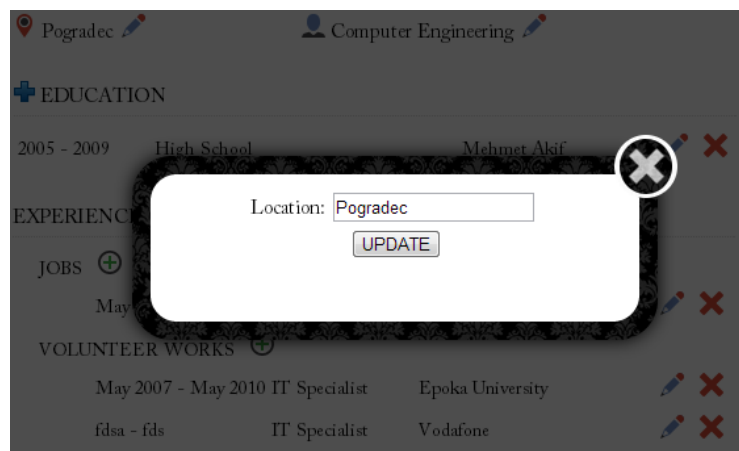 Pogradec
Computer Engineering
EDUCATION
2005 - 2009 High School Mehmet Akif
Location: Pogradec
UPDATE
JOBS
May
VOLUNTEER WORKS
May 2007 - May 2010 IT Specialist Epoka University
fdsa - fds IT Specialist Vodafone